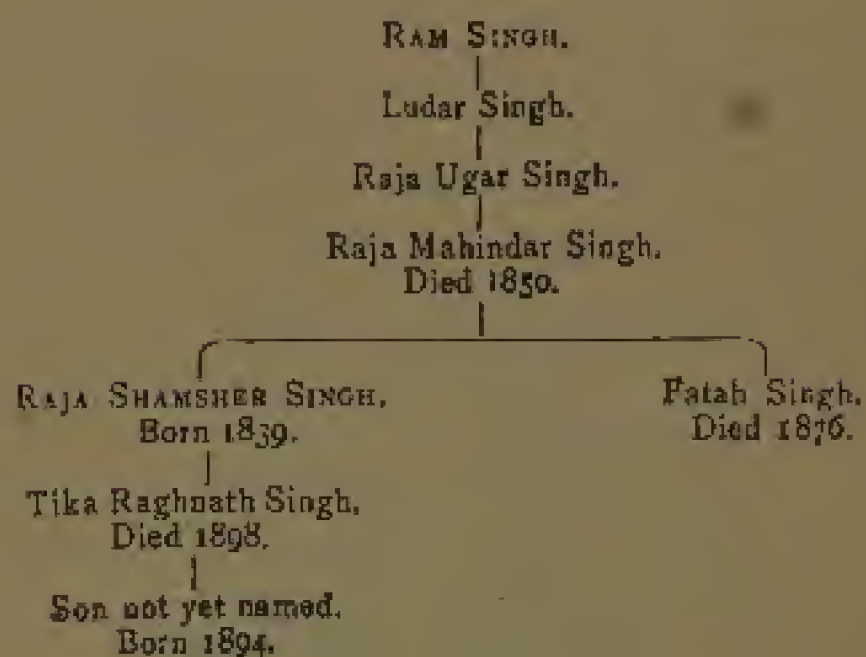 RAM SINGH.
Ludar Singh.
Raja Ugar Singh.
Raja Mahindar Singh.
Died 1850.
RAJA SHAMSHER SINGH.
Born 1839.
Fatah Singh.
Died 1876.
Tika Raghnath Singh.
Died 1898.
Son not yet named.
Born 1894.